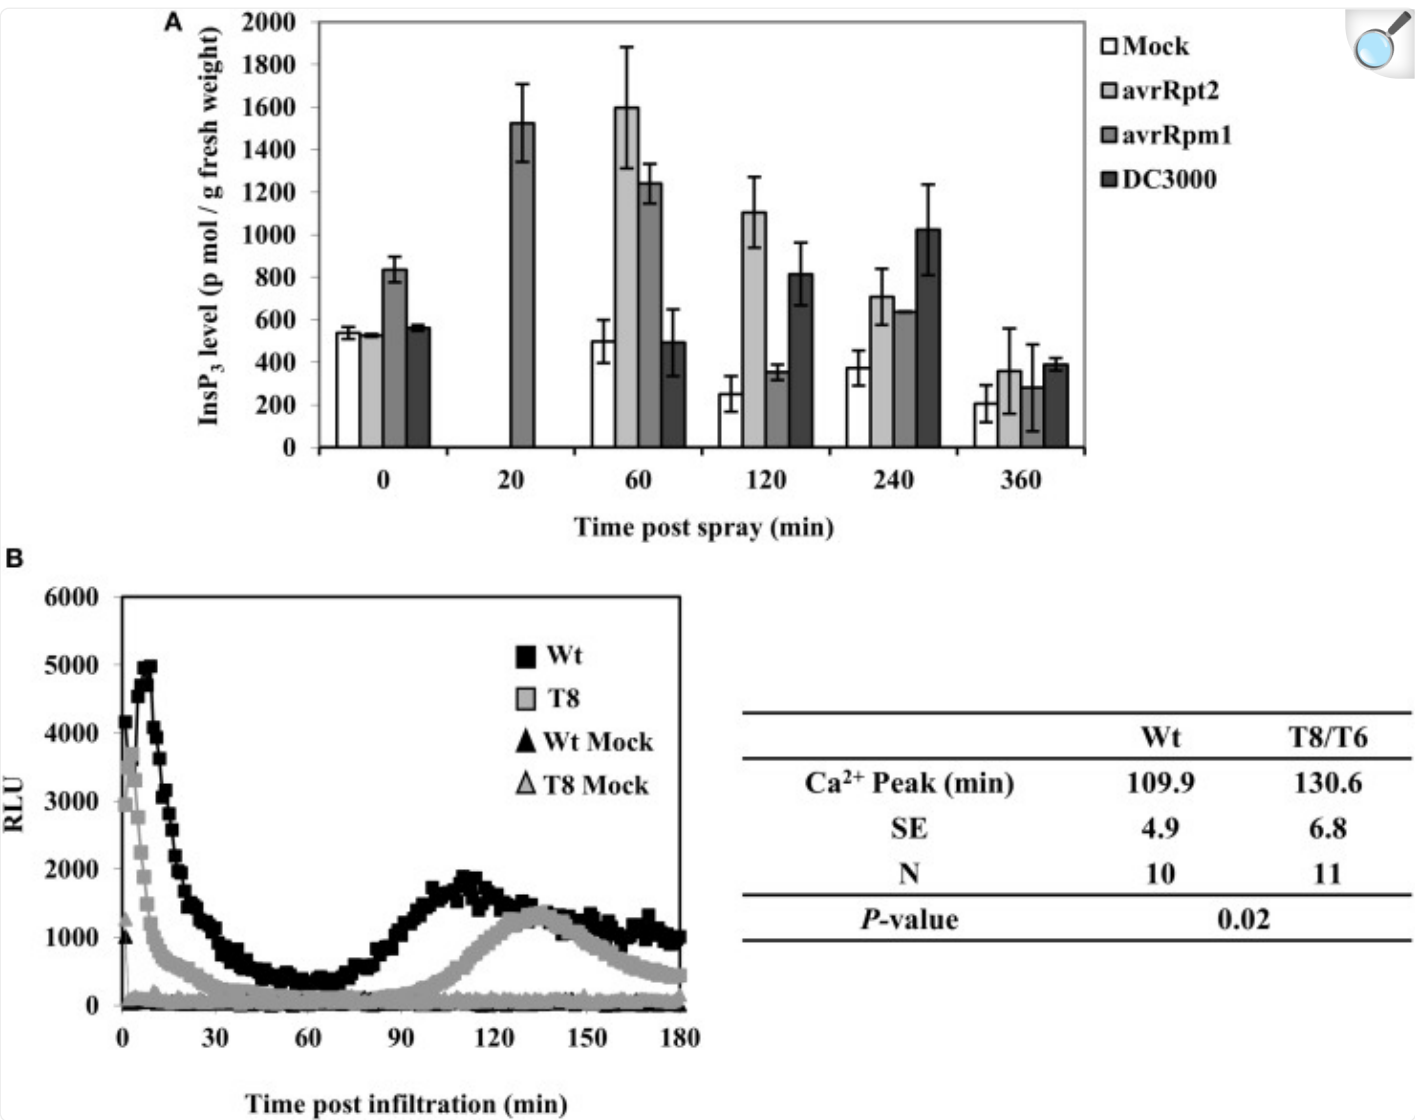 A
2000
1800
1600
1400
1200
1000
800
600
400
200
0
InsP3 level (p mol / g fresh weight)
0 20 60 120 240 360
Time post spray (min)
Mock
avrRpt2
avrRpm1
DC3000
B
6000
5000
4000
3000
2000
1000
0
RLU
Wt
T8
Wt Mock
T8 Mock
0 30 60 90 120 150 180
Time post infiltration (min)
Wt T8/T6
Ca2+ Peak (min) 109.9 130.6
SE 4.9 6.8
N 10 11
P-value 0.02